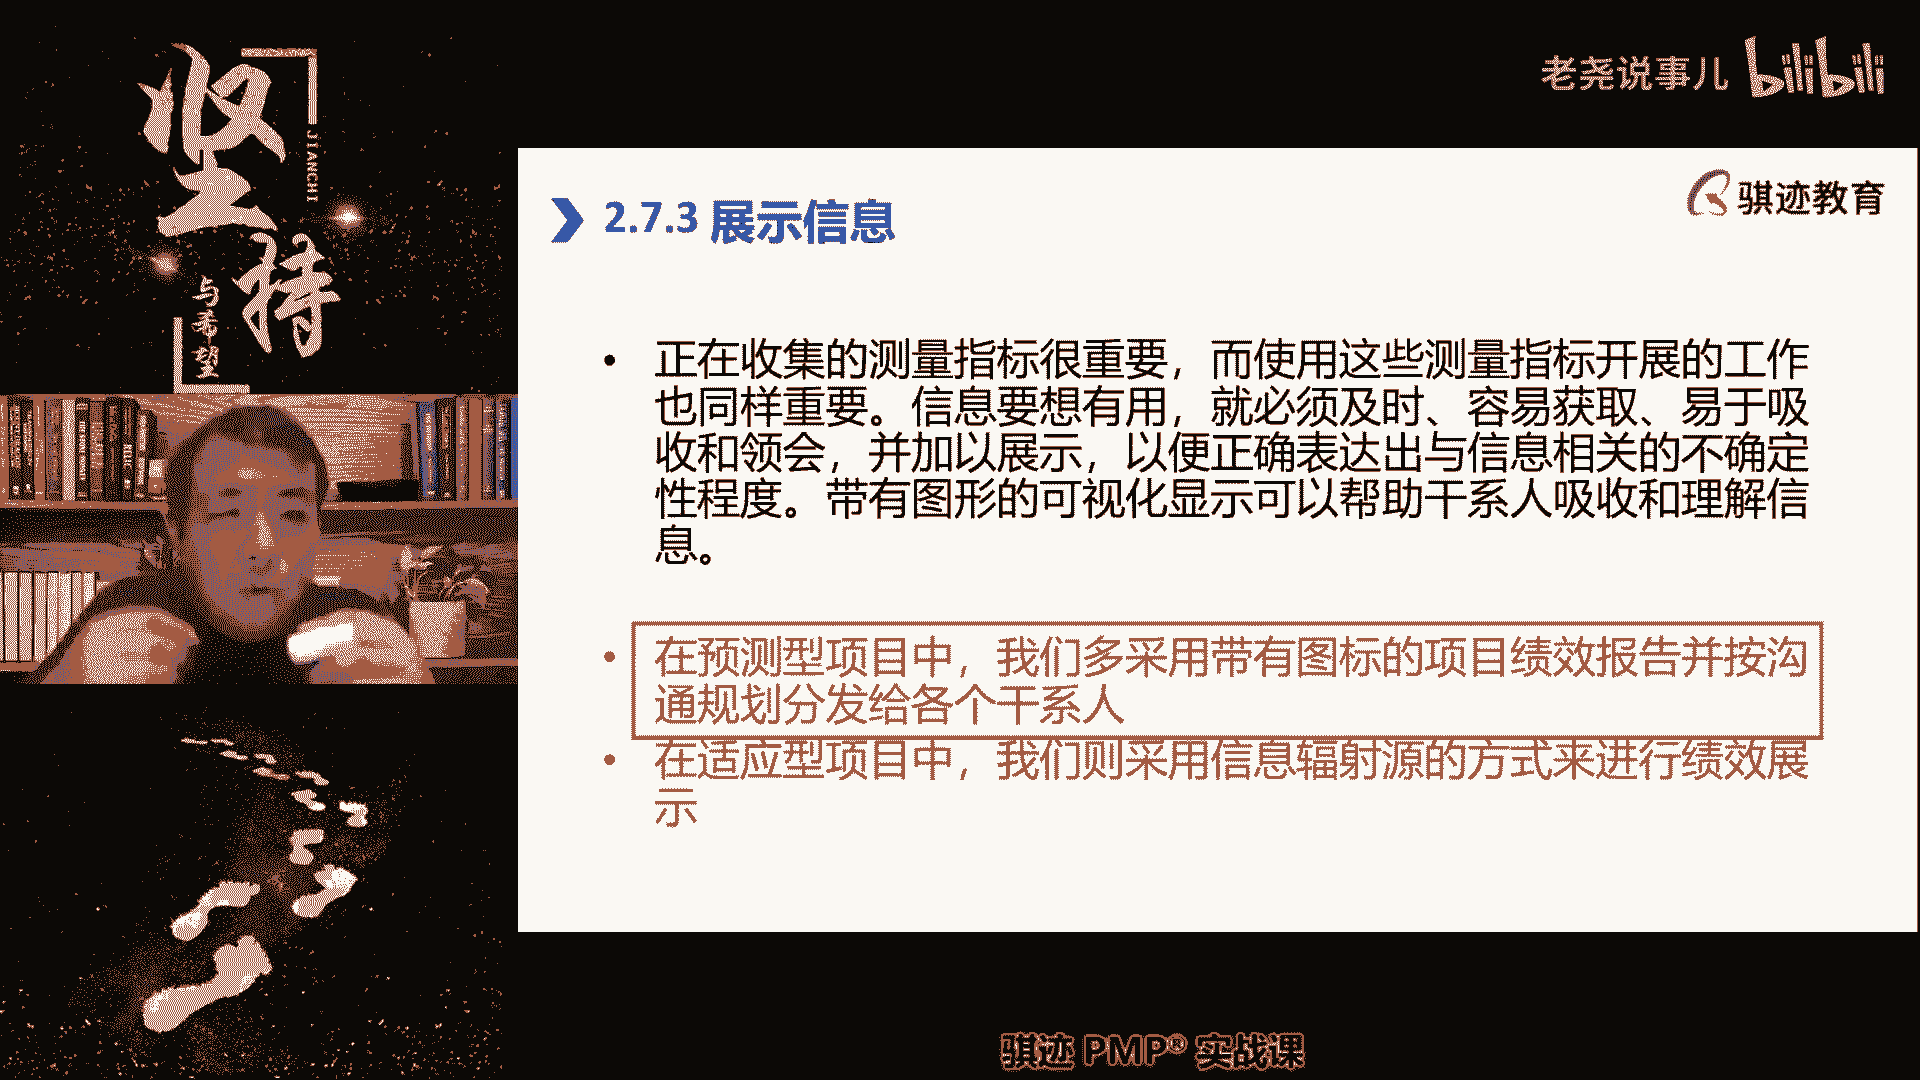 坚持
JIANCHI
与希望
老尧说事儿 bilibili
骐迹教育
2.7.3 展示信息
• 正在收集的测量指标很重要，而使用这些测量指标开展的工作
也同样重要。信息要想有用，就必须及时、容易获取、易于吸
收和领会，并加以展示，以便正确表达出与信息相关的不确定
性程度。带有图形的可视化显示可以帮助干系人吸收和理解信
息。
• 在预测型项目中，我们多采用带有图标的项目绩效报告并按沟
通规划分发给各个干系人
• 在适应型项目中，我们则采用信息辐射源的方式来进行绩效展
示
骐迹 PMP® 实战课